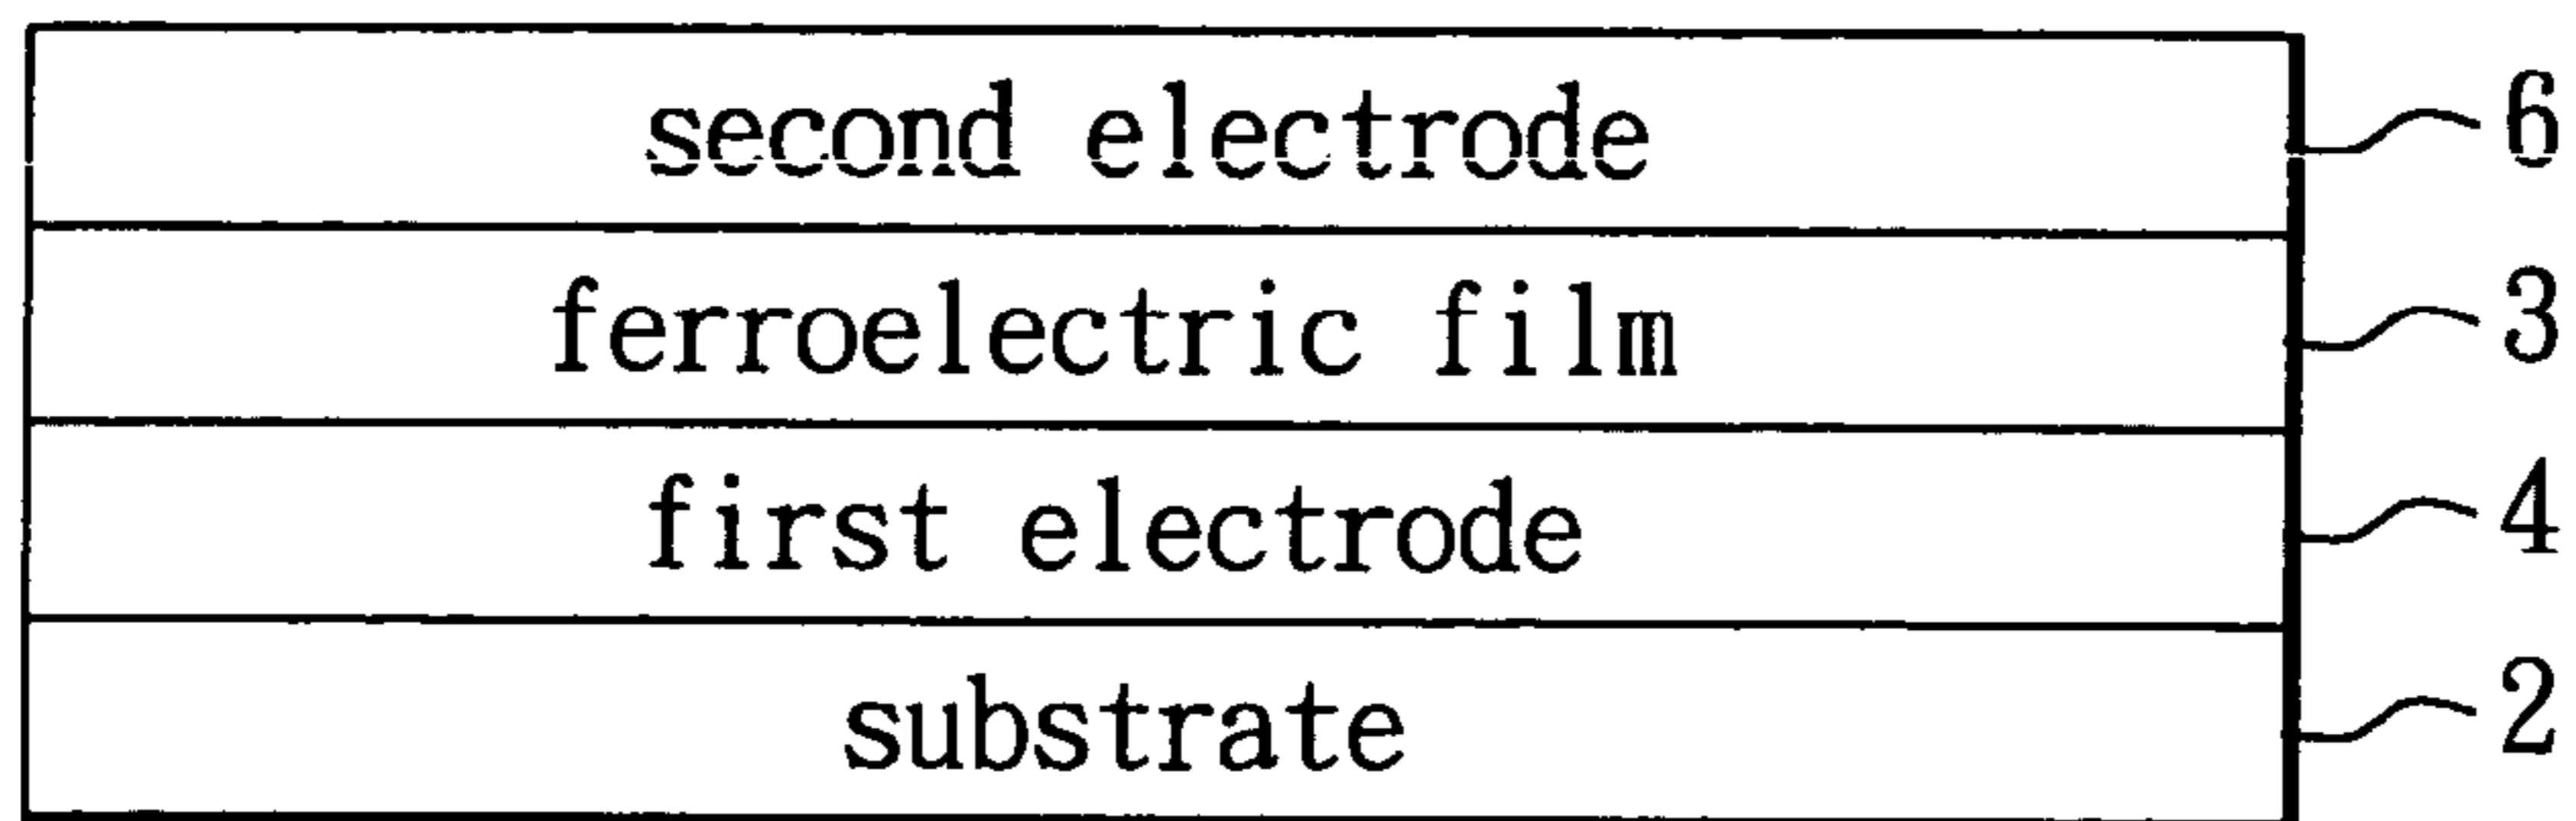 second electrode 6
ferroelectric film 3
first electrode 4
substrate 2